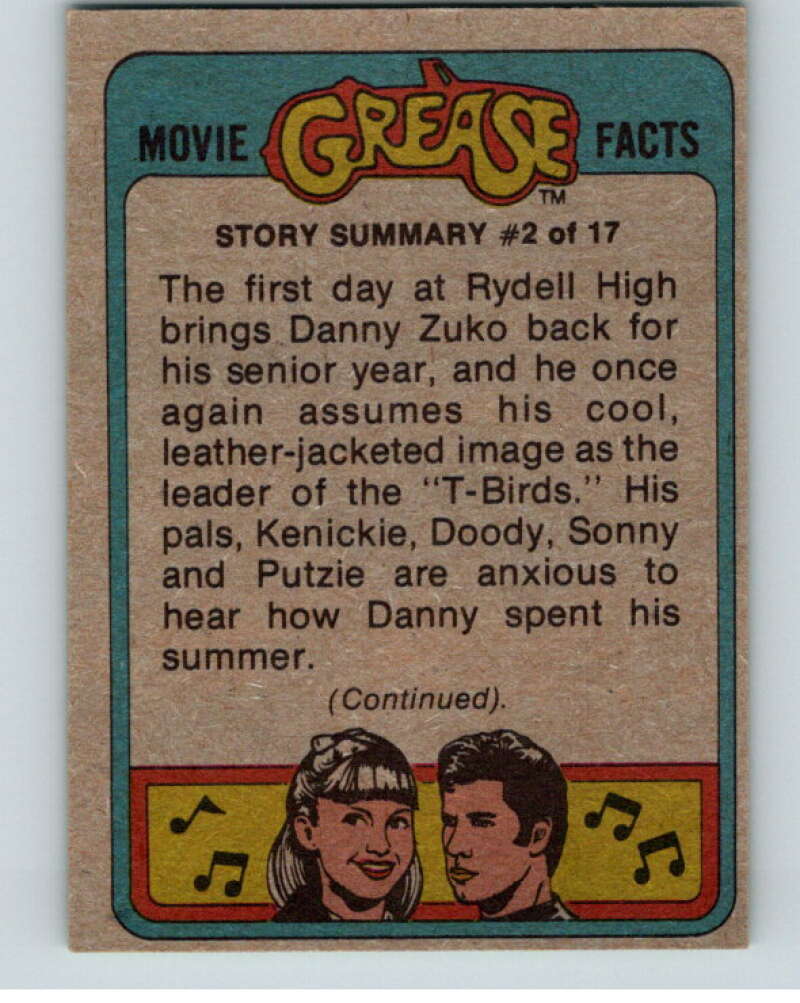 MOVIE GREASE FACTS
TM
STORY SUMMARY #2 of 17
The first day at Rydell High
brings Danny Zuko back for
his senior year, and he once
again assumes his cool,
leather-jacketed image as the
leader of the "T-Birds." His
pals, Kenickie, Doody, Sonny
and Putzie are anxious to
hear how Danny spent his
summer.
(Continued).